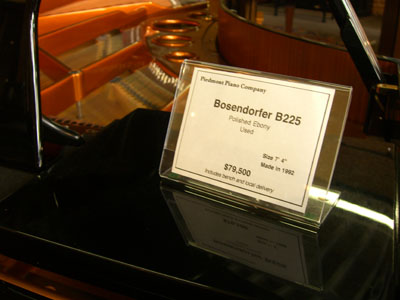 Piedmont Piano Company
Bosendorfer B225
Polished Ebony
Used
Size 7' 4"
Made in 1992
$79,500
Includes bench and local delivery